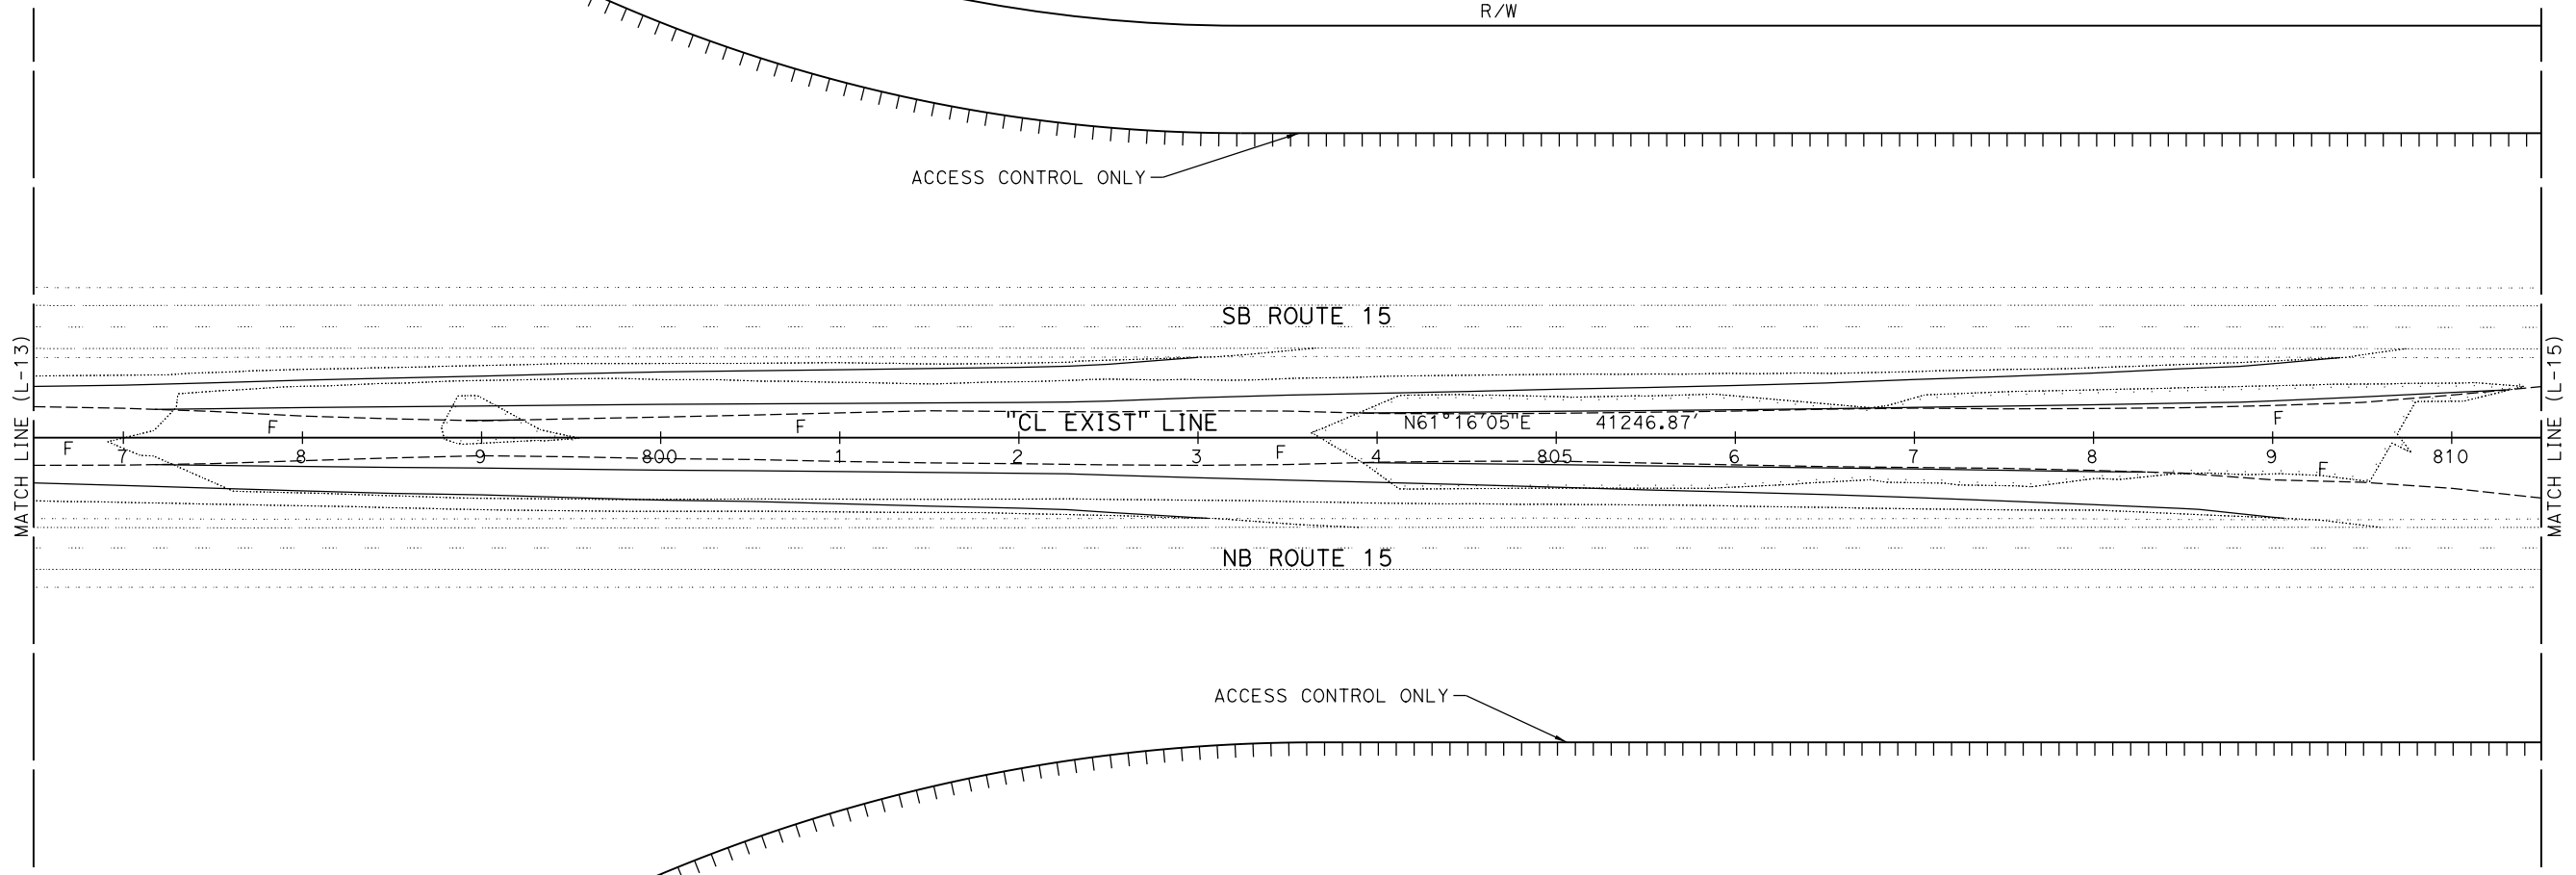 R/W
ACCESS CONTROL ONLY
SB ROUTE 15
MATCH LINE (L-13)
MATCH LINE (L-15)
"CL EXIST" LINE
N61°16'05"E 41246.87'
F
F
F
F
F
F
7 8 9 800 1 2 3 4 805 6 7 8 9 810
NB ROUTE 15
ACCESS CONTROL ONLY